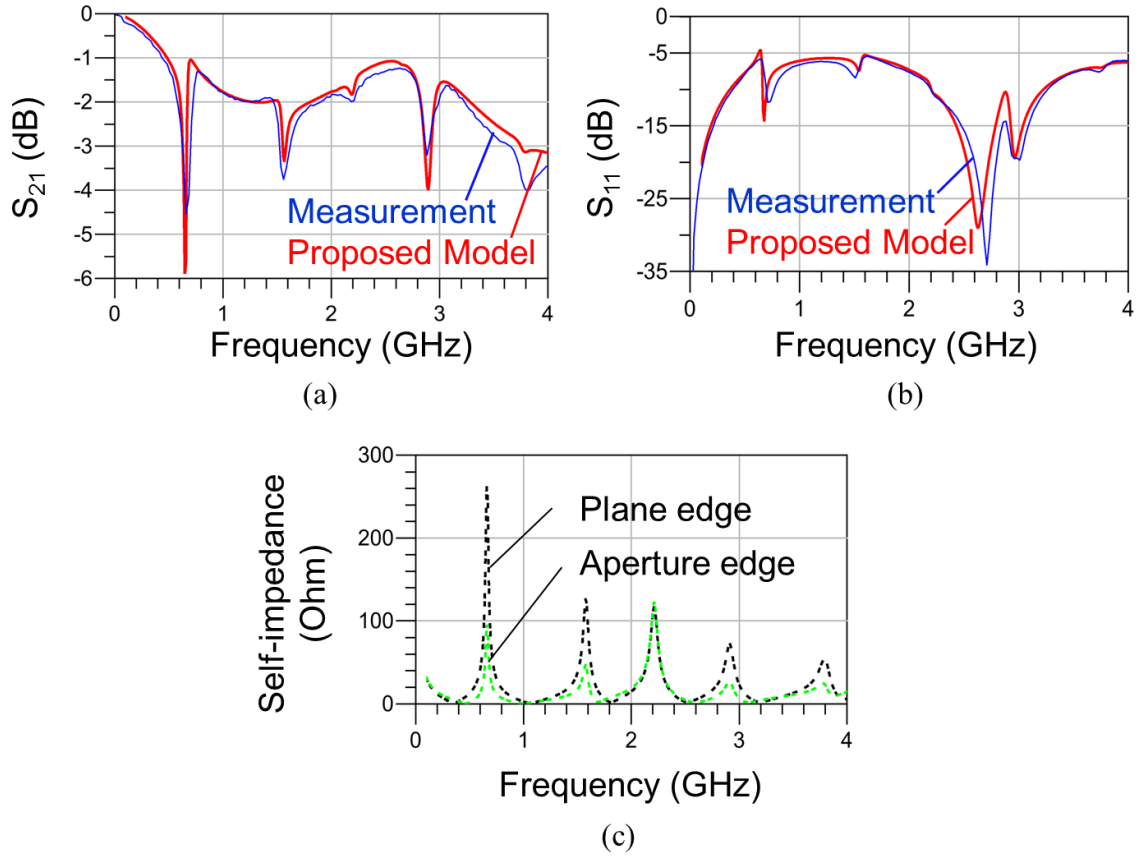 0
-1
-2
-3
-4
-5
-6
S21 (dB)
Measurement
Proposed Model
0 1 2 3 4
Frequency (GHz)
(a)
0
-5
-15
-25
-35
S11 (dB)
Measurement
Proposed Model
0 1 2 3 4
Frequency (GHz)
(b)
300
200
100
0
Self-impedance
(Ohm)
Plane edge
Aperture edge
0 1 2 3 4
Frequency (GHz)
(c)